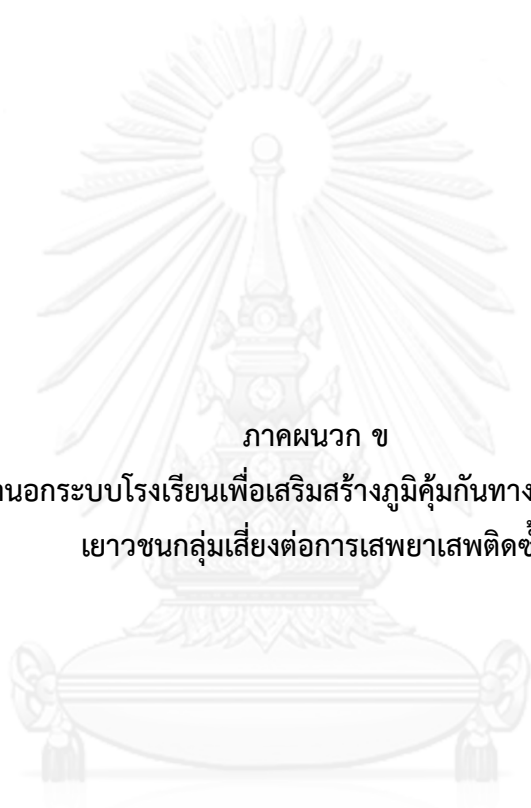 ภาคผนวก ข
นอกระบบโรงเรียนเพื่อเสริมสร้างภูมิคุ้มกันทาง
เยาวชนกลุ่มเสี่ยงต่อการเสพยาเสพติด